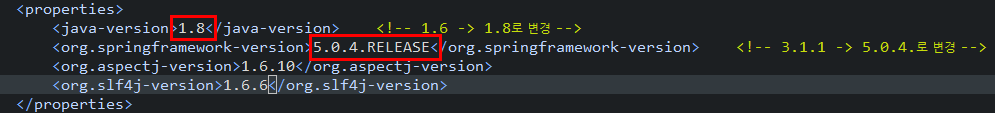 <properties>
<java-version>1.8</java-version> <!-- 1.6 -> 1.8로 변경 -->
<org.springframework-version>5.0.4.RELEASE</org.springframework-version> <!-- 3.1.1 -> 5.0.4.로 변경 -->
<org.aspectj-version>1.6.10</org.aspectj-version>
<org.slf4j-version>1.6.6</org.slf4j-version>
</properties>